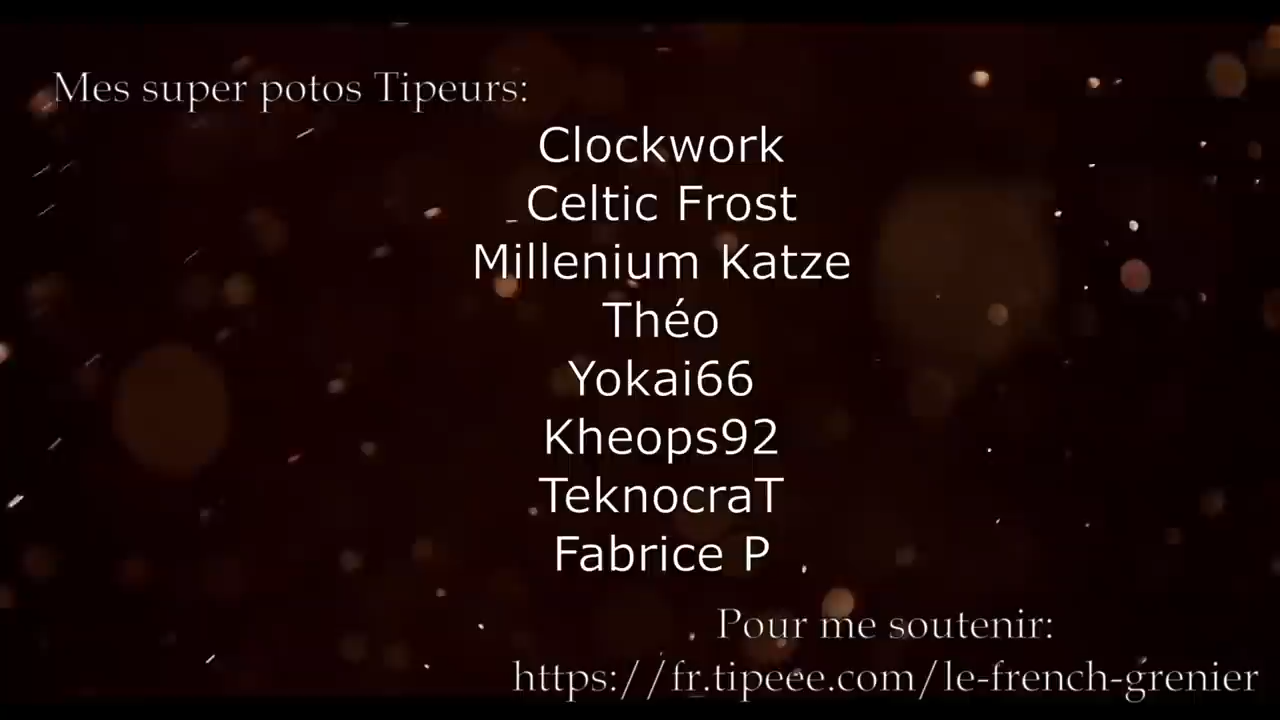 Mes super potos Tipeurs:
Clockwork
Celtic Frost
Millenium Katze
Théo
Yokai66
Kheops92
TeknocraT
Fabrice P
Pour me soutenir:
https://fr.tipeee.com/le-french-grenier